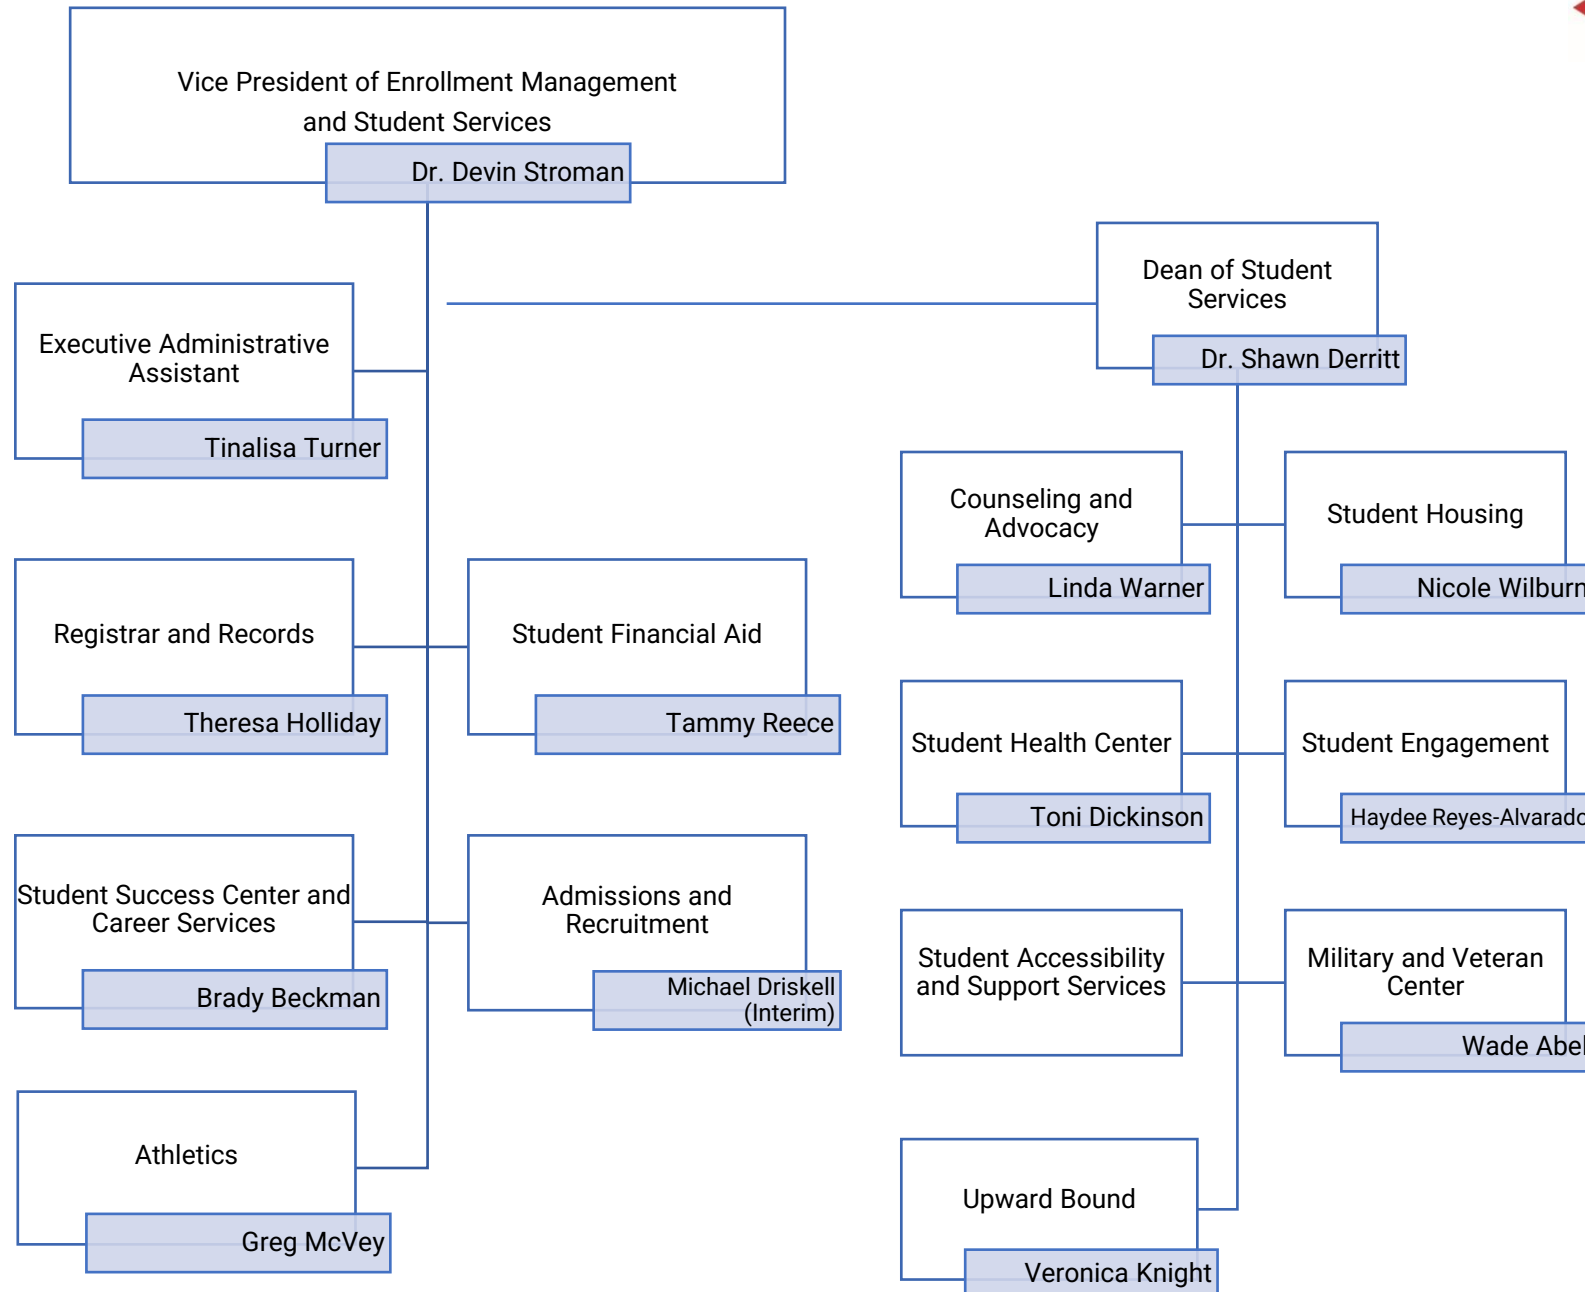 Vice President of Enrollment Management
and Student Services
Dr. Devin Stroman
Dean of Student
Services
Dr. Shawn Derritt
Executive Administrative
Assistant
Tinalisa Turner
Counseling and
Advocacy
Linda Warner
Student Housing
Nicole Wilburn
Registrar and Records
Theresa Holliday
Student Financial Aid
Tammy Reece
Student Health Center
Toni Dickinson
Student Engagement
Haydee Reyes-Alvarado
Student Success Center and
Career Services
Brady Beckman
Admissions and
Recruitment
Michael Driskell
(Interim)
Student Accessibility
and Support Services
Military and Veteran
Center
Wade Abel
Athletics
Greg McVey
Upward Bound
Veronica Knight